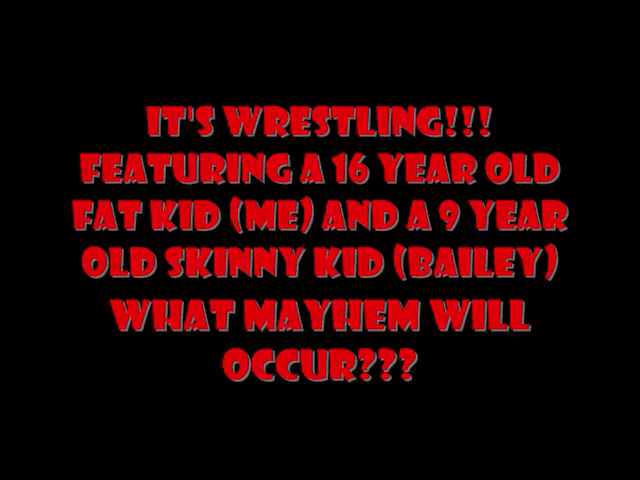 IT'S WRESTLING!!!
FEATURING A 16 YEAR OLD
FAT KID (ME) AND A 9 YEAR
OLD SKINNY KID (BAILEY)
WHAT MAYHEM WILL
OCCUR???